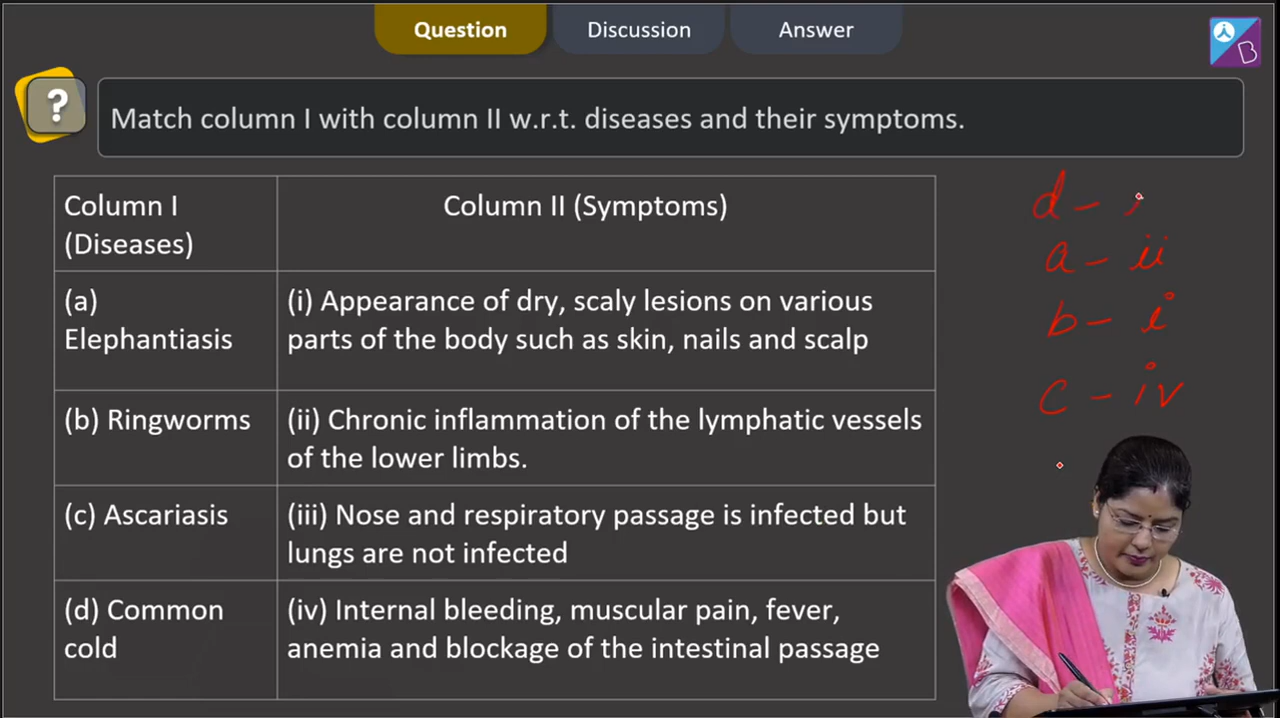 Question Discussion Answer
?
Match column I with column II w.r.t. diseases and their symptoms.
Column I
(Diseases)
Column II (Symptoms)
(a)
Elephantiasis
(i) Appearance of dry, scaly lesions on various
parts of the body such as skin, nails and scalp
(b) Ringworms
(ii) Chronic inflammation of the lymphatic vessels
of the lower limbs.
(c) Ascariasis
(iii) Nose and respiratory passage is infected but
lungs are not infected
(d) Common
cold
(iv) Internal bleeding, muscular pain, fever,
anemia and blockage of the intestinal passage
d -
a - ii
b - i
c - iv
B